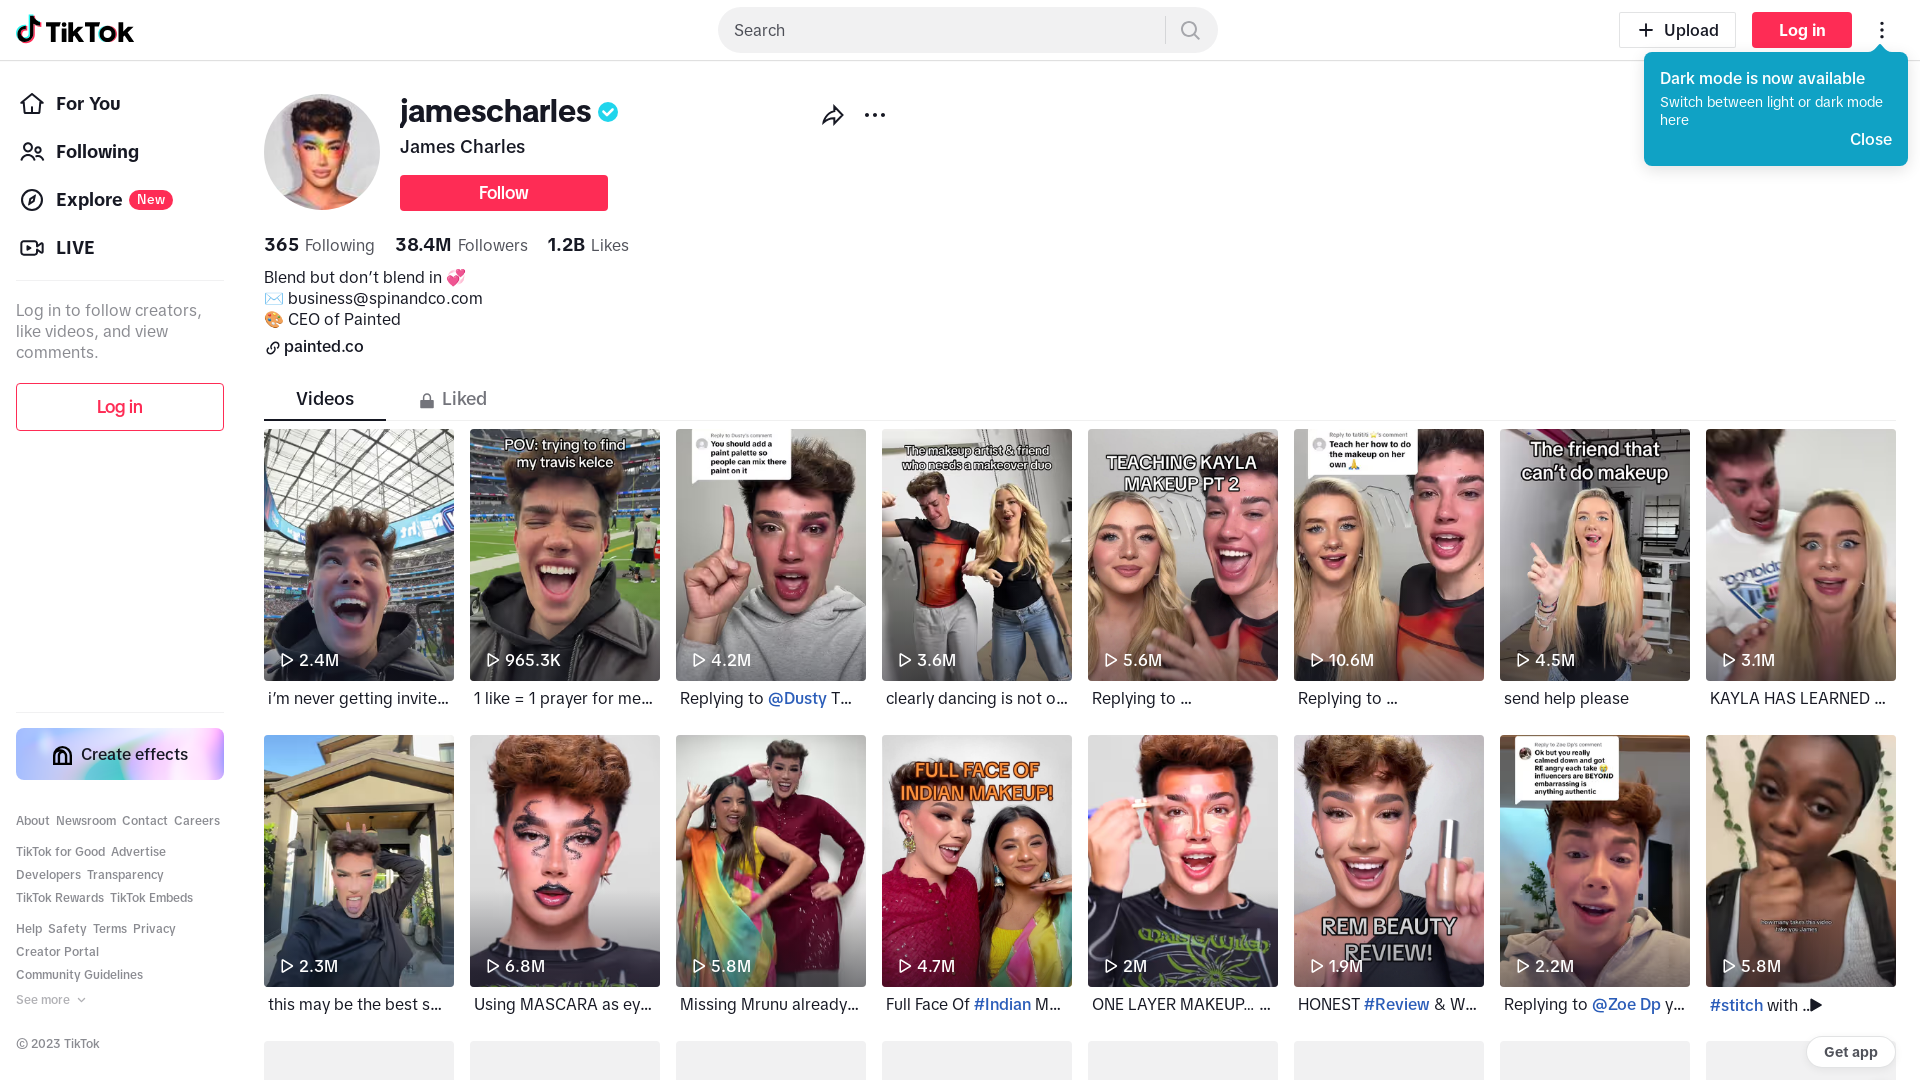 TikTok
Search
Upload
Log in
Dark mode is now available
Switch between light or dark mode
here
Close
For You
Following
Explore New
LIVE
Log in to follow creators,
like videos, and view
comments.
Log in
Create effects
About Newsroom Contact Careers
TikTok for Good Advertise
Developers Transparency
TikTok Rewards TikTok Embeds
Help Safety Terms Privacy
Creator Portal
Community Guidelines
See more
© 2023 TikTok
jamescharles
James Charles
Follow
365 Following 38.4M Followers 1.2B Likes
Blend but don’t blend in 💞
✉️ business@spinandco.com
🎨 CEO of Painted
painted.co
Videos
Liked
2.4M
i’m never getting invite...
POV: trying to find
my travis kelce
965.3K
1 like = 1 prayer for me...
Reply to Dusty's comment
You should add a
paint palette so
people can mix there
paint on it
4.2M
Replying to @Dusty T...
The makeup artist & friend
who needs a makeover duo
3.6M
clearly dancing is not o...
TEACHING KAYLA
MAKEUP PT 2
5.6M
Replying to ...
Teach her how to do
the makeup on her
own 🙏
10.6M
Replying to ...
The friend that
can’t do makeup
4.5M
send help please
3.1M
KAYLA HAS LEARNED ...
2.3M
this may be the best s...
6.8M
Using MASCARA as ey...
5.8M
Missing Mrunu already...
FULL FACE OF
INDIAN MAKEUP!
4.7M
Full Face Of #Indian M...
2M
ONE LAYER MAKEUP... ...
REM BEAUTY
REVIEW!
1.9M
HONEST #Review & W...
Reply to Zoe Dp's comment
Ok but you really
calmed down and got
RE angry each take 😭
influencers are BEYOND
embarrassing is
anything authentic
2.2M
Replying to @Zoe Dp y...
how many takes this video
take you James
5.8M
#stitch with ...
Get app